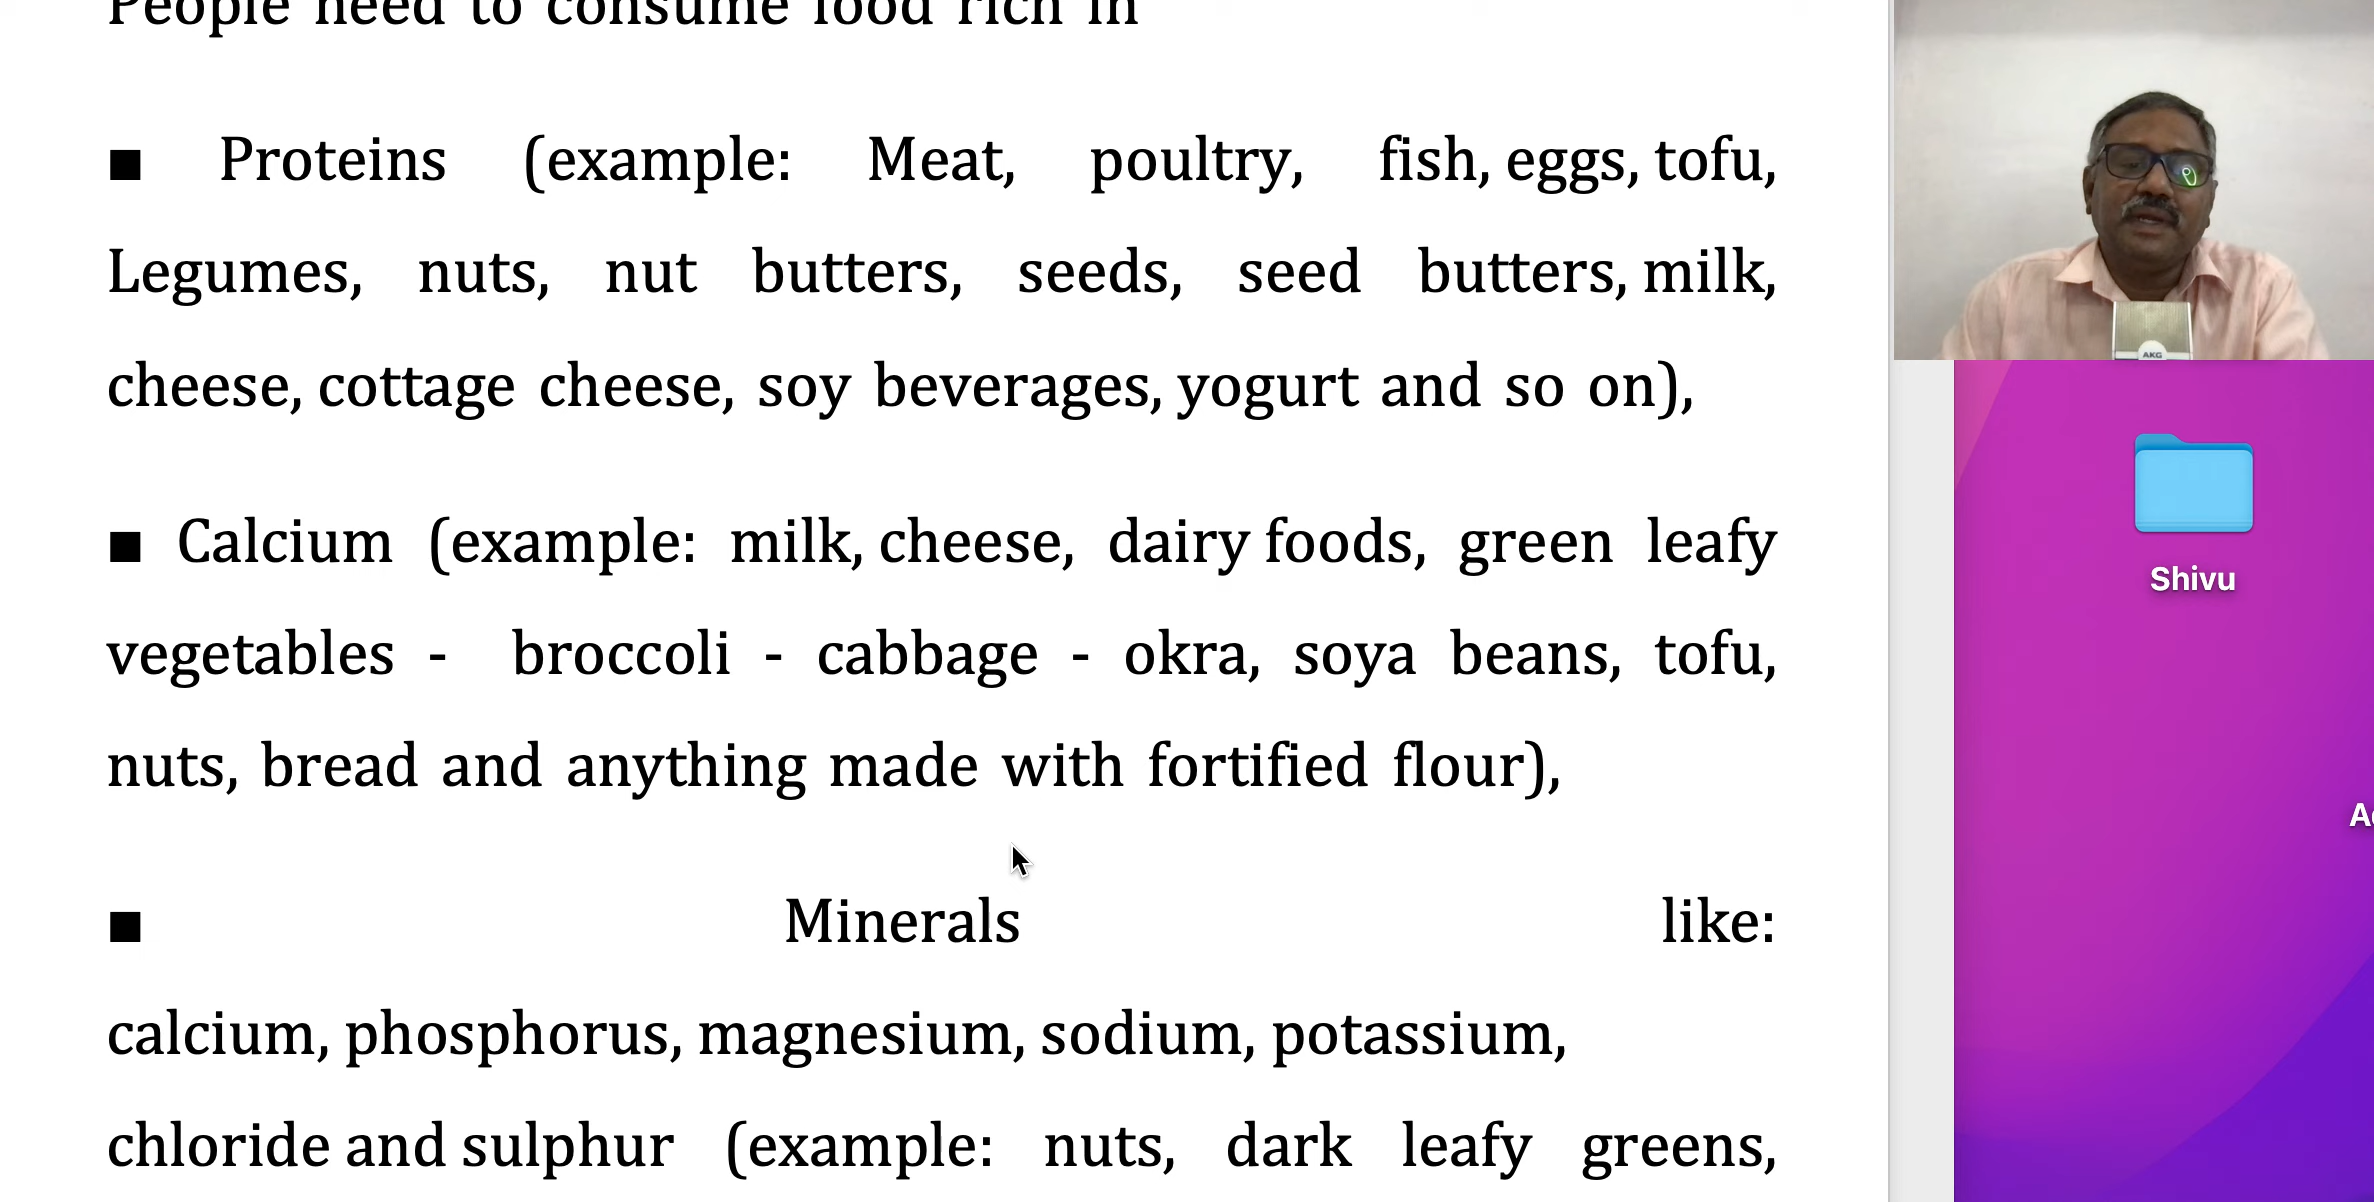 People need to consume food rich in
■ Proteins (example: Meat, poultry, fish, eggs, tofu,
Legumes, nuts, nut butters, seeds, seed butters, milk,
cheese, cottage cheese, soy beverages, yogurt and so on),
■ Calcium (example: milk, cheese, dairy foods, green leafy
vegetables - broccoli - cabbage - okra, soya beans, tofu,
nuts, bread and anything made with fortified flour),
■ Minerals like:
calcium, phosphorus, magnesium, sodium, potassium,
chloride and sulphur (example: nuts, dark leafy greens,
AKG
Shivu